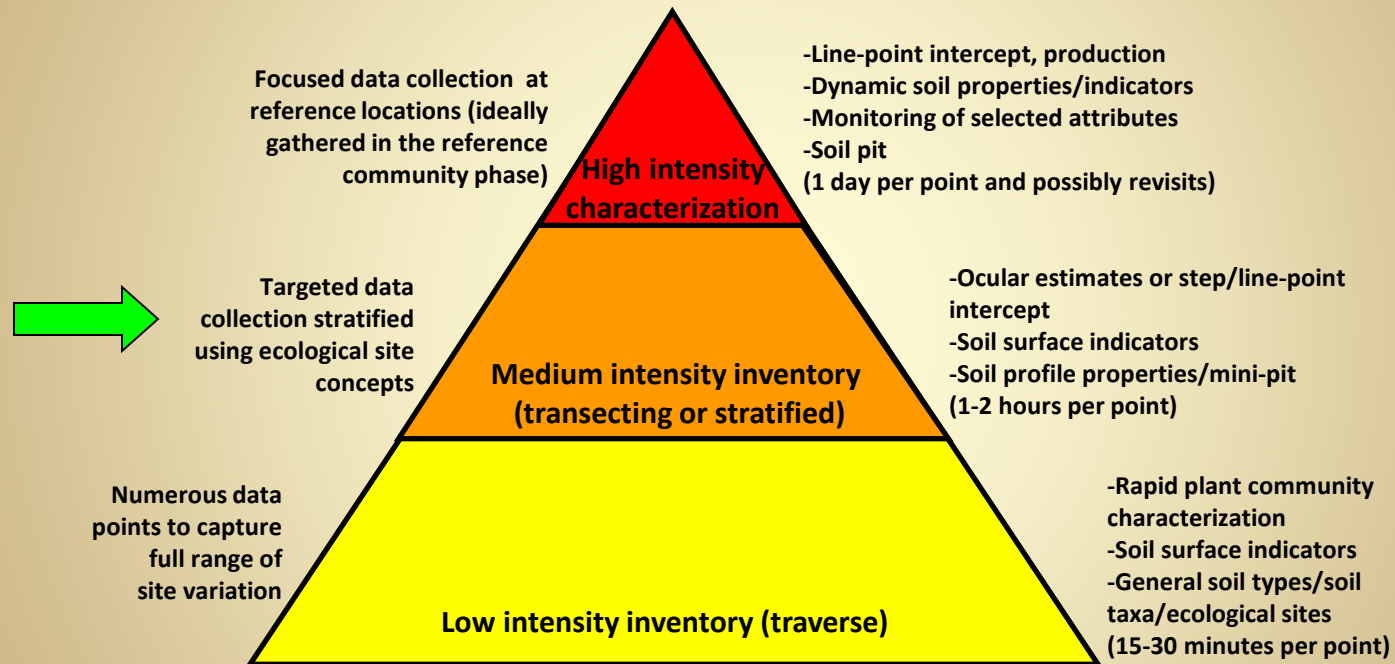 Focused data collection at
reference locations (ideally
gathered in the reference
community phase)
High intensity
characterization
-Line-point intercept, production
-Dynamic soil properties/indicators
-Monitoring of selected attributes
-Soil pit
(1 day per point and possibly revisits)
Targeted data
collection stratified
using ecological site
concepts
Medium intensity inventory
(transecting or stratified)
-Ocular estimates or step/line-point
intercept
-Soil surface indicators
-Soil profile properties/mini-pit
(1-2 hours per point)
Numerous data
points to capture
full range of
site variation
Low intensity inventory (traverse)
-Rapid plant community
characterization
-Soil surface indicators
-General soil types/soil
taxa/ecological sites
(15-30 minutes per point)